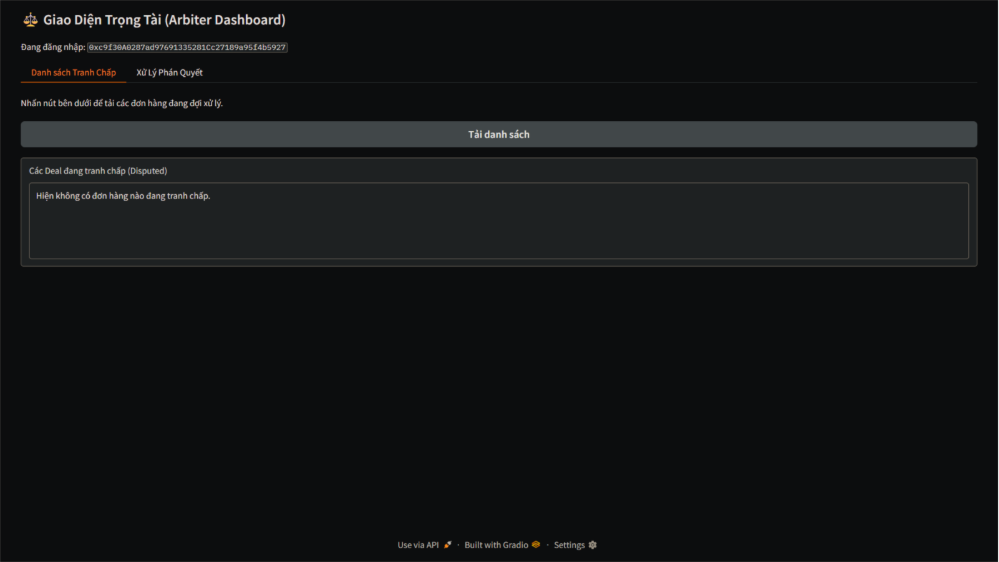 ⚖️ Giao Diện Trọng Tài (Arbiter Dashboard)
Đang đăng nhập: 0xc9f30A0287ad97691335281Cc27189a95f4b5927
Danh sách Tranh Chấp Xử Lý Phán Quyết
Nhấn nút bên dưới để tải các đơn hàng đang đợi xử lý.
Tải danh sách
Các Deal đang tranh chấp (Disputed)
Hiện không có đơn hàng nào đang tranh chấp.
Use via API · Built with Gradio · Settings